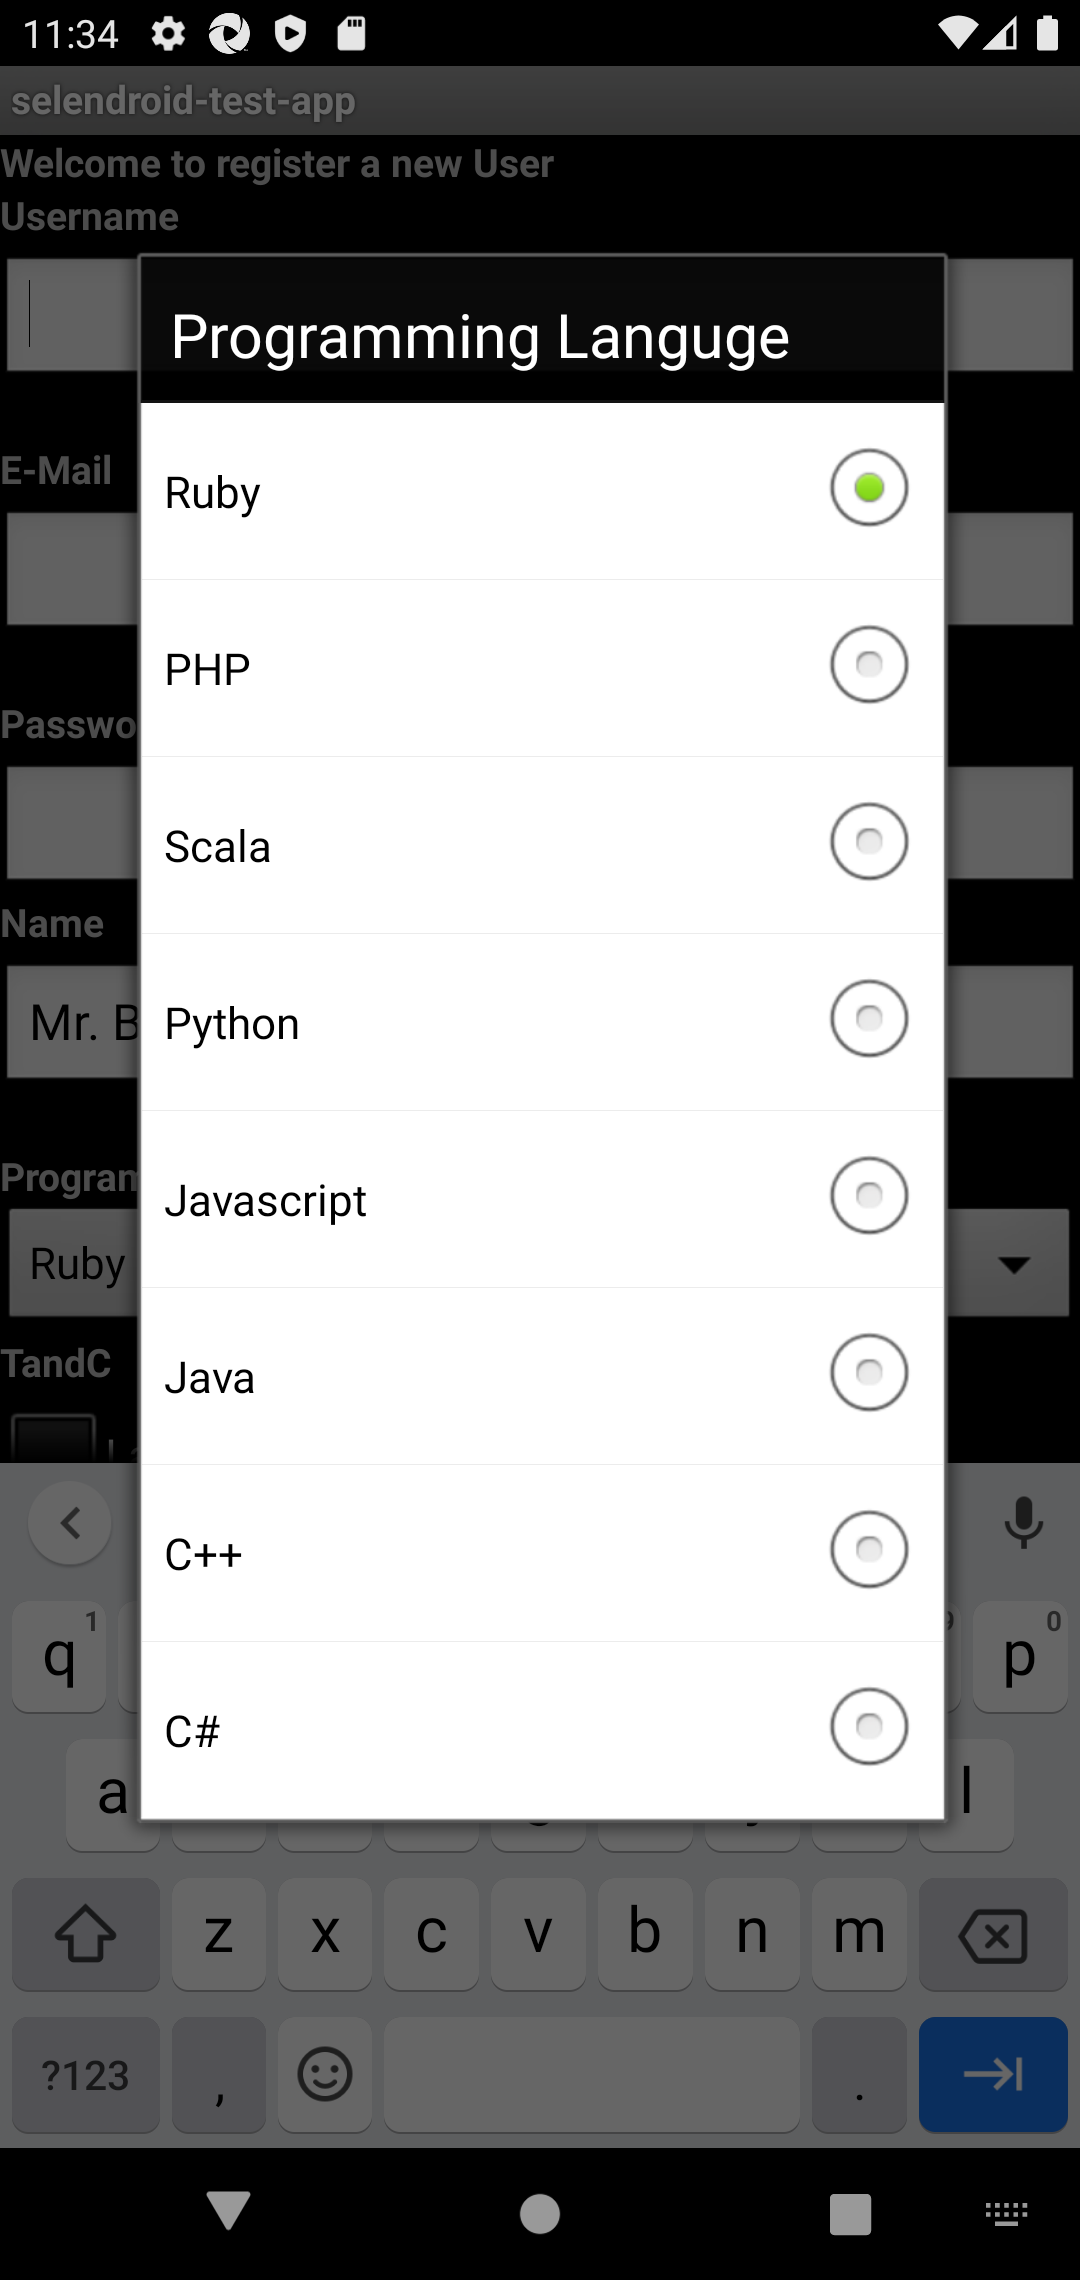 11:34
selendroid-test-app
Welcome to register a new User
Username
Programming Languge
Ruby
E-Mail
PHP
Passwo
Scala
Name
Mr. B
Python
Program
Javascript
Ruby
TandC
Java
C++
q 1 p 0
C#
a l
z x c v b n m
?123 , .